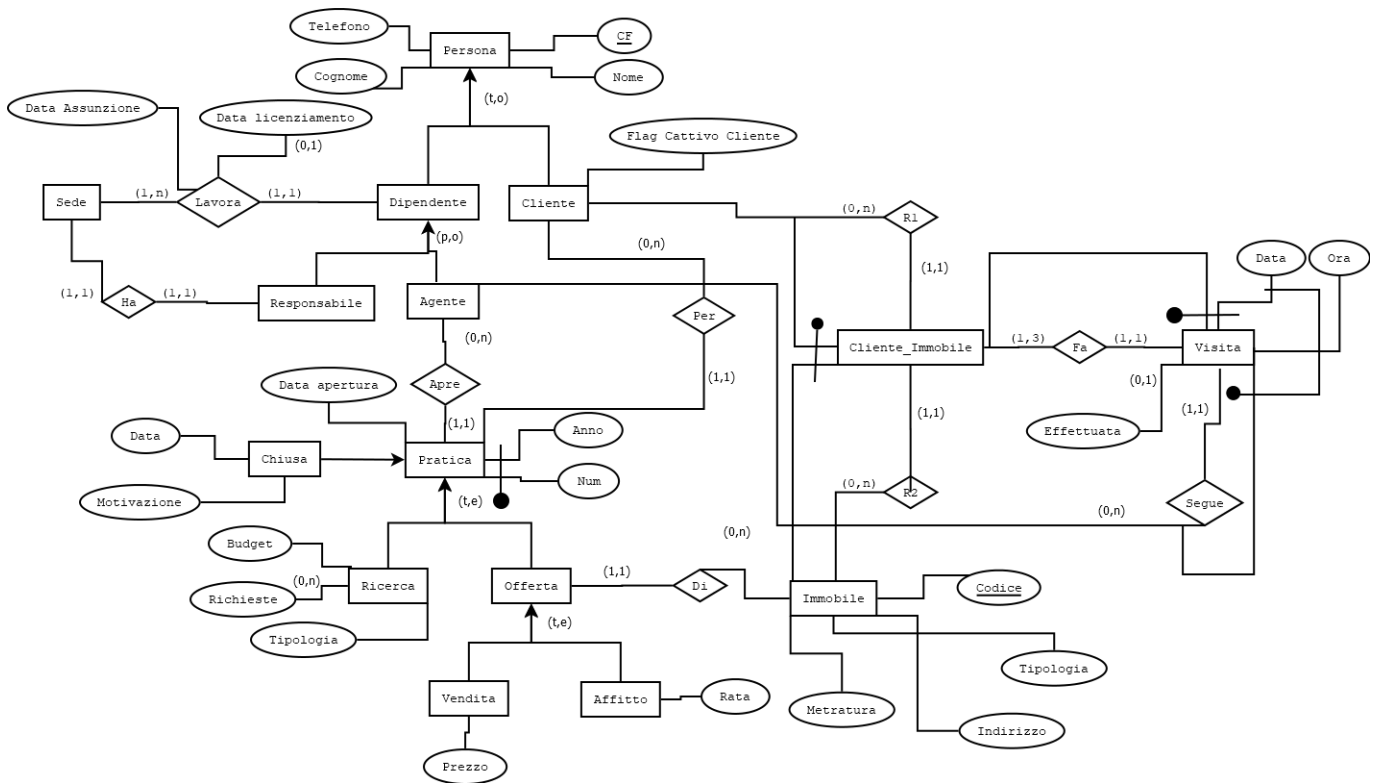 Telefono
CF
Persona
Cognome
Nome
(t,o)
Data Assunzione
Data licenziamento
(0,1)
Flag Cattivo Cliente
Sede
(1,n)
Lavora
(1,1)
Dipendente
Cliente
(0,n)
R1
(p,o)
(0,n)
Data
Ora
(1,1)
(1,1)
Ha
(1,1)
Responsabile
Agente
Per
(0,n)
Cliente_Immobile
(1,3)
Fa
(1,1)
Visita
Data apertura
Apre
(1,1)
(0,1)
(1,1)
(1,1)
Effettuata
(1,1)
Anno
Data
Chiusa
Pratica
Num
Motivazione
(t,e)
(0,n)
R2
Segue
(0,n)
(0,n)
Budget
(0,n)
Ricerca
Offerta
(1,1)
Di
Immobile
Codice
Richieste
Tipologia
(t,e)
Tipologia
Vendita
Affitto
Rata
Metratura
Indirizzo
Prezzo